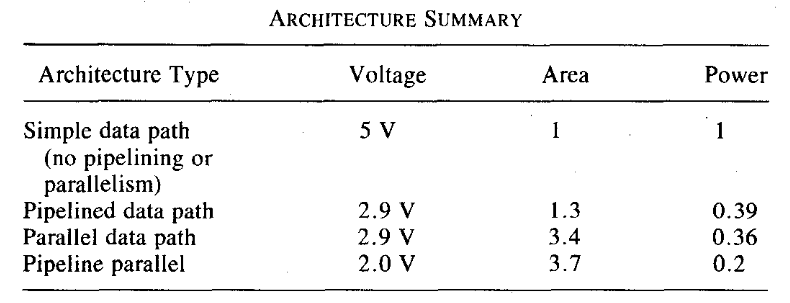 ARCHITECTURE SUMMARY
Architecture Type Voltage Area Power
Simple data path 5 V 1 1
(no pipelining or
parallelism)
Pipelined data path 2.9 V 1.3 0.39
Parallel data path 2.9 V 3.4 0.36
Pipeline parallel 2.0 V 3.7 0.2